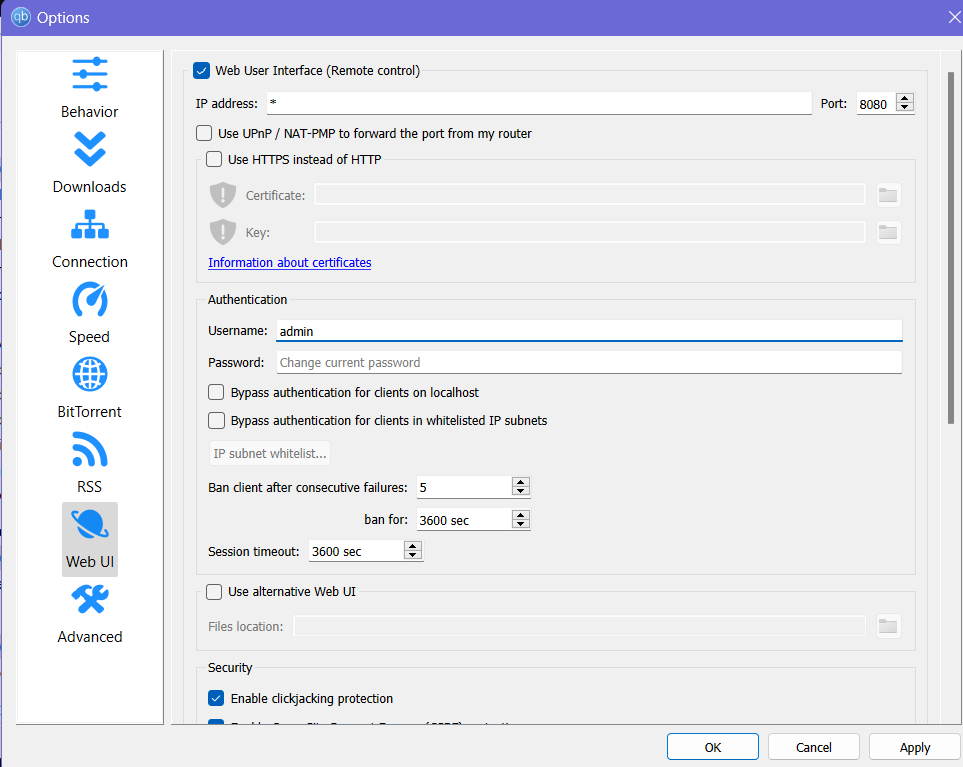 qb Options
Behavior
Downloads
Connection
Speed
BitTorrent
RSS
Web UI
Advanced
Web User Interface (Remote control)
IP address: * Port: 8080
Use UPnP / NAT-PMP to forward the port from my router
Use HTTPS instead of HTTP
Certificate:
Key:
Information about certificates
Authentication
Username: admin
Password: Change current password
Bypass authentication for clients on localhost
Bypass authentication for clients in whitelisted IP subnets
IP subnet whitelist...
Ban client after consecutive failures: 5
ban for: 3600 sec
Session timeout: 3600 sec
Use alternative Web UI
Files location:
Security
Enable clickjacking protection
OK Cancel Apply